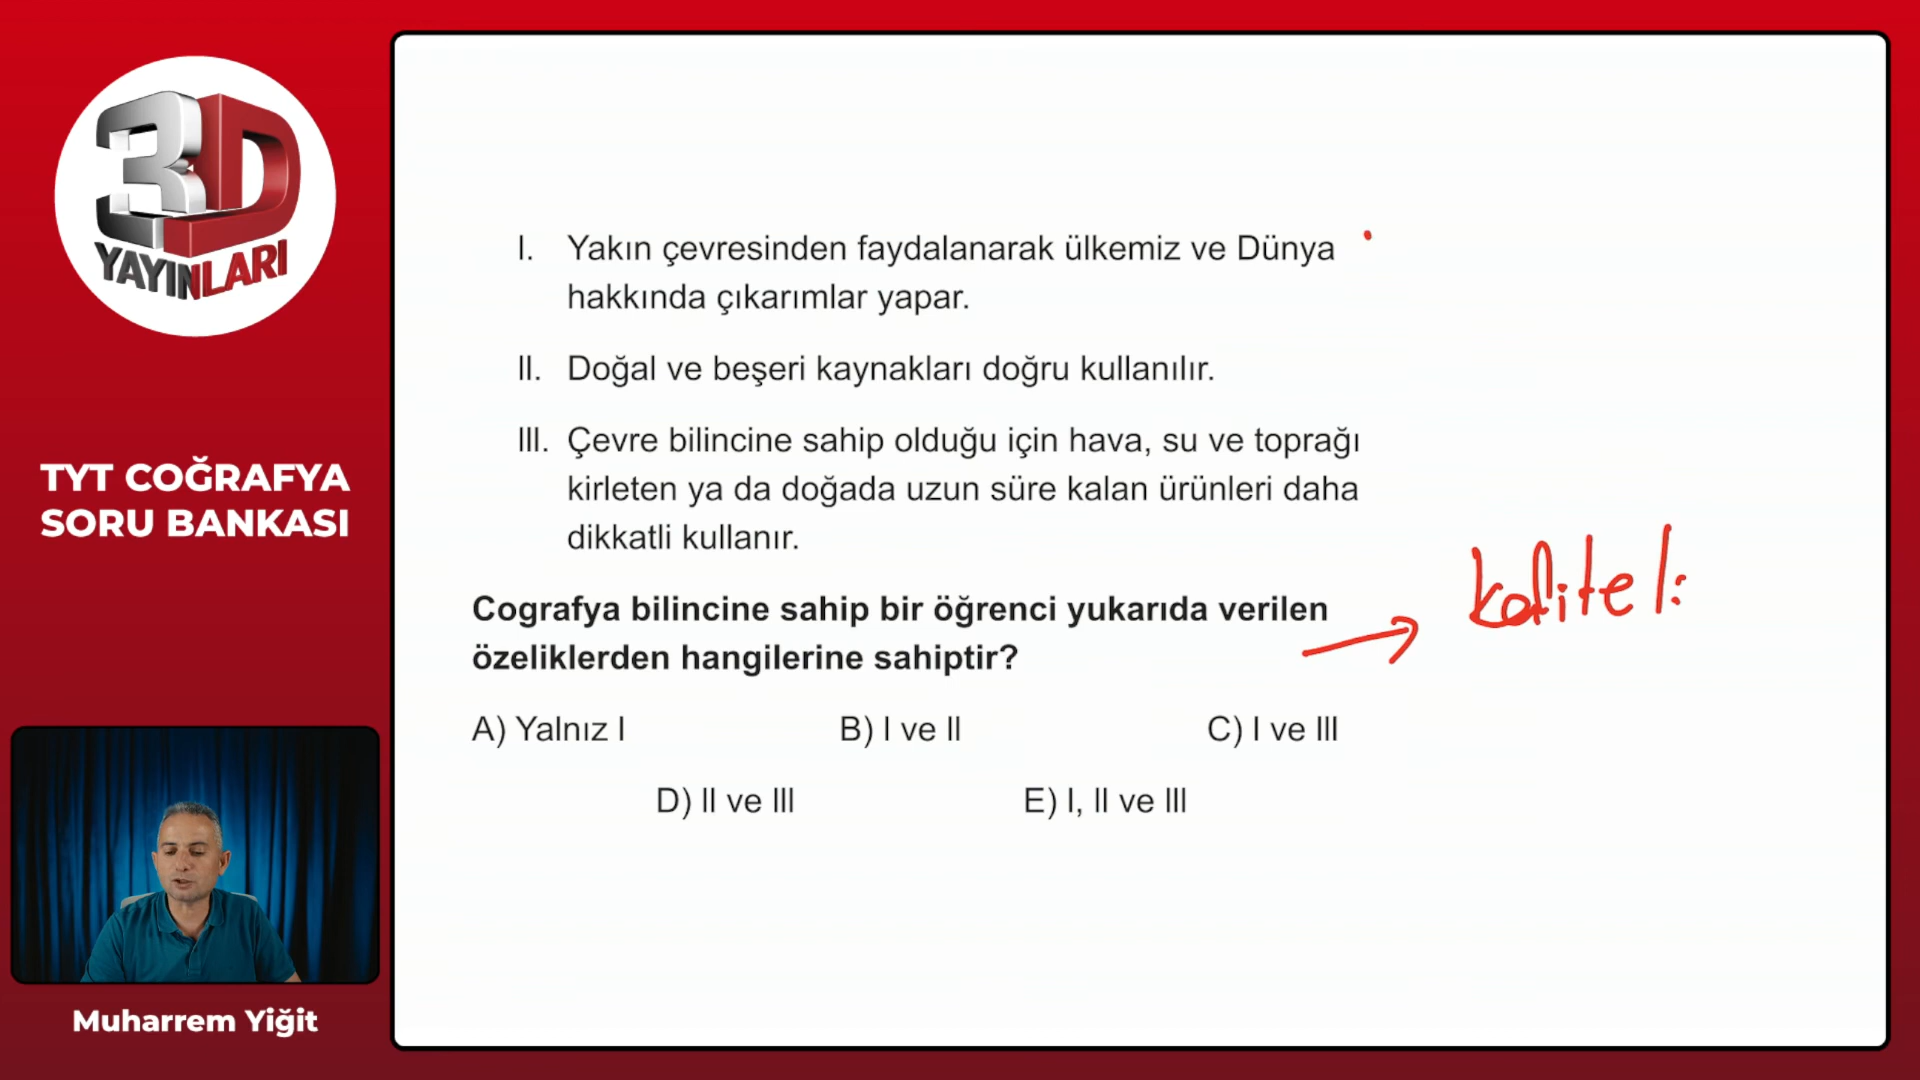 3D
YAYINLARI
TYT COĞRAFYA
SORU BANKASI
Muharrem Yiğit
I. Yakın çevresinden faydalanarak ülkemiz ve Dünya
hakkında çıkarımlar yapar.
II. Doğal ve beşeri kaynakları doğru kullanılır.
III. Çevre bilincine sahip olduğu için hava, su ve toprağı
kirleten ya da doğada uzun süre kalan ürünleri daha
dikkatli kullanır.
Cografya bilincine sahip bir öğrenci yukarıda verilen
özeliklerden hangilerine sahiptir?
kaliteli
A) Yalnız I B) I ve II C) I ve III
D) II ve III E) I, II ve III